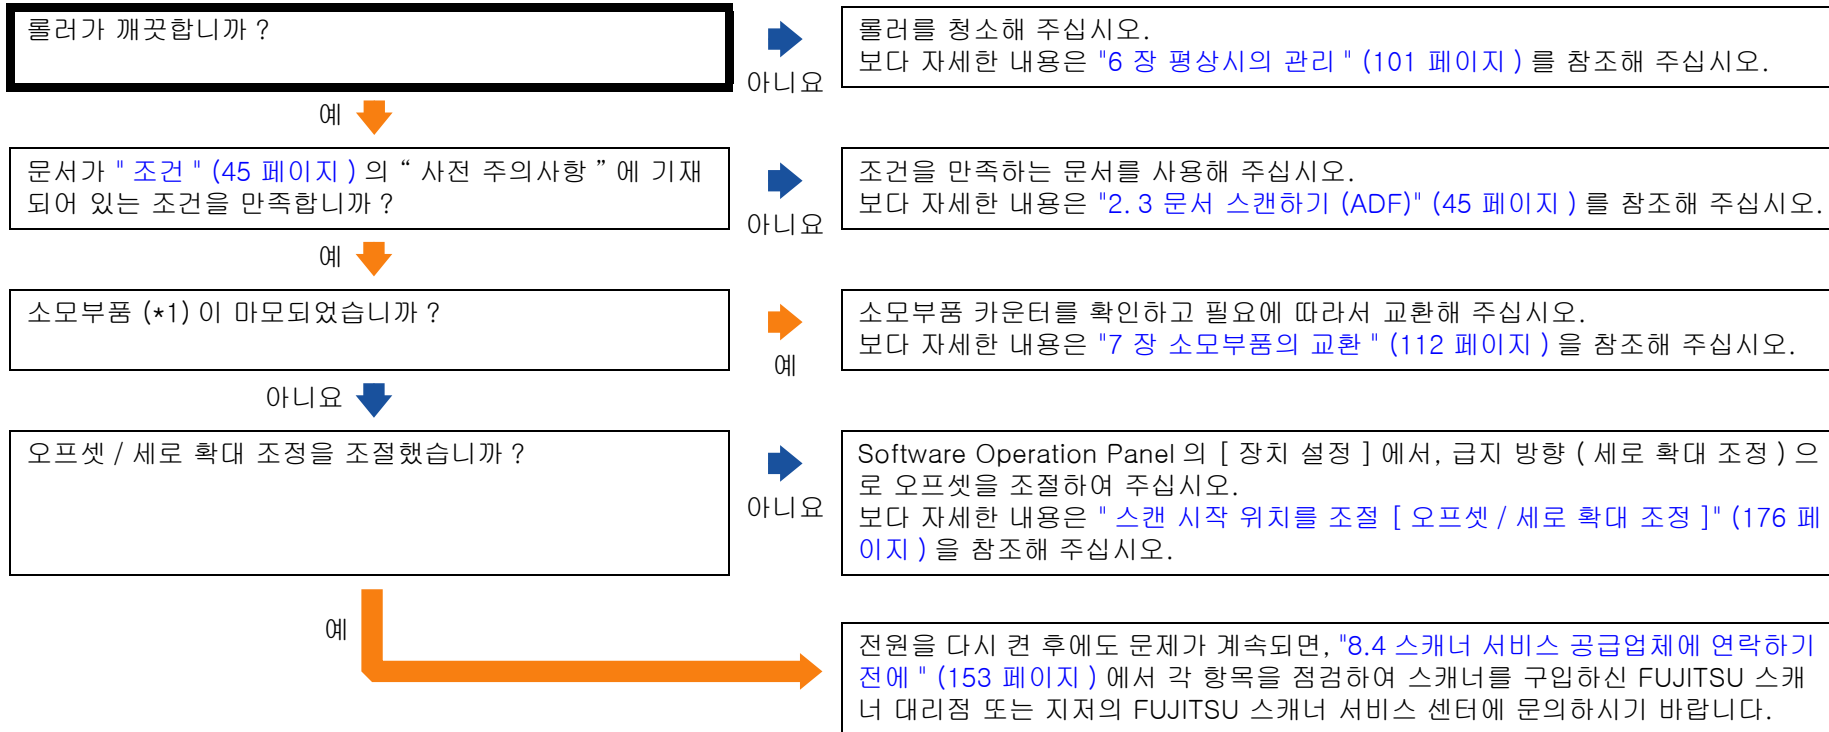 롤러가 깨끗합니까 ?
아니요
롤러를 청소해 주십시오.
보다 자세한 내용은 "6 장 평상시의 관리 " (101 페이지 ) 를 참조해 주십시오.
예
문서가 " 조건 " (45 페이지 ) 의 “ 사전 주의사항 ” 에 기재
되어 있는 조건을 만족합니까 ?
아니요
조건을 만족하는 문서를 사용해 주십시오.
보다 자세한 내용은 "2. 3 문서 스캔하기 (ADF)" (45 페이지 ) 를 참조해 주십시오.
예
소모부품 (*1) 이 마모되었습니까 ?
예
소모부품 카운터를 확인하고 필요에 따라서 교환해 주십시오.
보다 자세한 내용은 "7 장 소모부품의 교환 " (112 페이지 ) 을 참조해 주십시오.
아니요
오프셋 / 세로 확대 조정을 조절했습니까 ?
아니요
Software Operation Panel 의 [ 장치 설정 ] 에서, 급지 방향 ( 세로 확대 조정 ) 으
로 오프셋을 조절하여 주십시오.
보다 자세한 내용은 " 스캔 시작 위치를 조절 [ 오프셋 / 세로 확대 조정 ]" (176 페
이지 ) 을 참조해 주십시오.
예
전원을 다시 켠 후에도 문제가 계속되면, "8.4 스캐너 서비스 공급업체에 연락하기
전에 " (153 페이지 ) 에서 각 항목을 점검하여 스캐너를 구입하신 FUJITSU 스캐
너 대리점 또는 지저의 FUJITSU 스캐너 서비스 센터에 문의하시기 바랍니다.